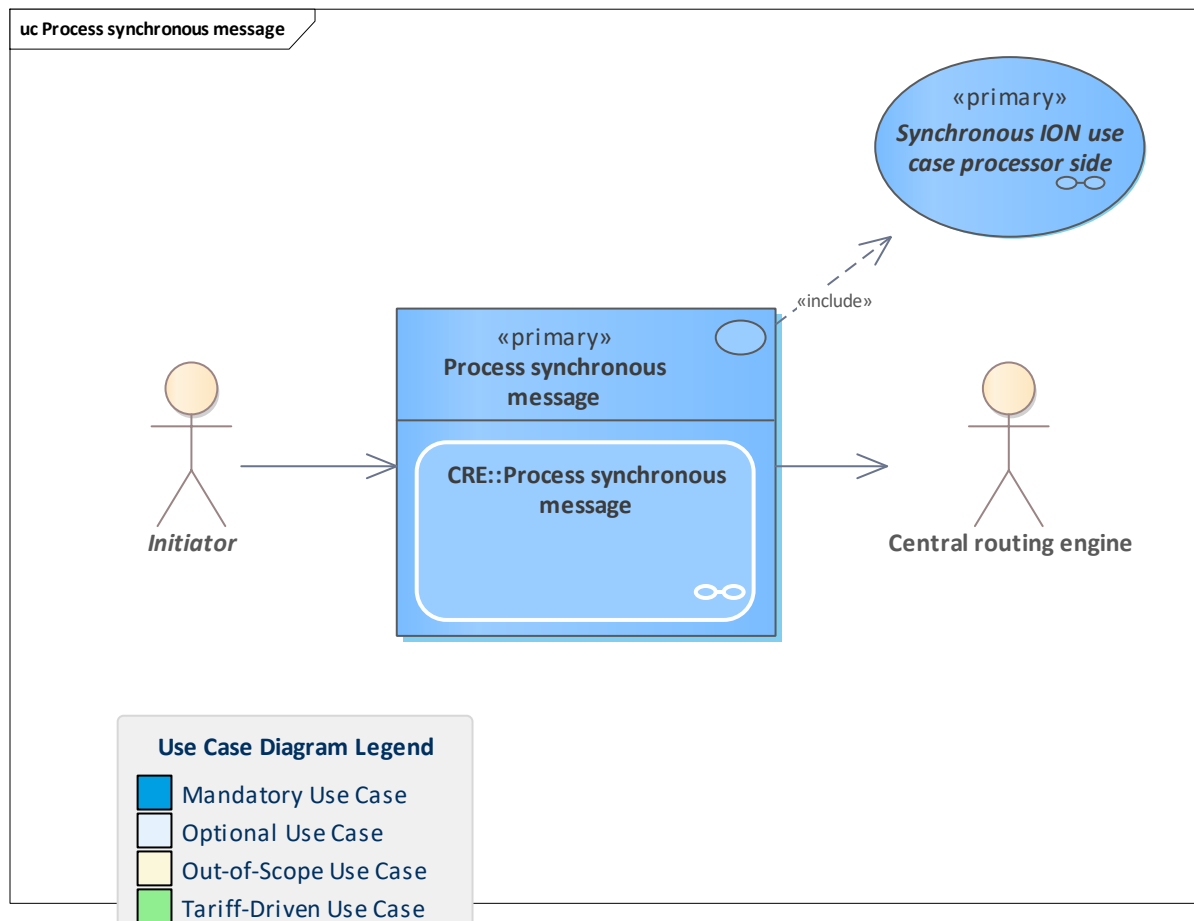 uc Process synchronous message
«primary»
Synchronous ION use
case processor side
«include»
«primary»
Process synchronous
message
CRE::Process synchronous
message
Initiator
Central routing engine
Use Case Diagram Legend
Mandatory Use Case
Optional Use Case
Out-of-Scope Use Case
Tariff-Driven Use Case